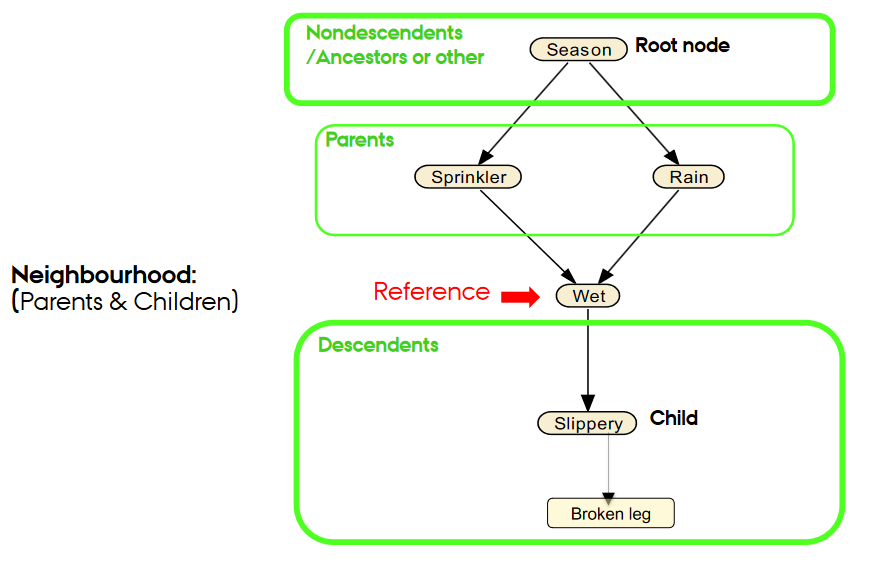 Nondescendents
/Ancestors or other
Season
Root node
Parents
Sprinkler
Rain
Neighbourhood:
(Parents & Children)
Reference
Wet
Descendents
Slippery
Child
Broken leg